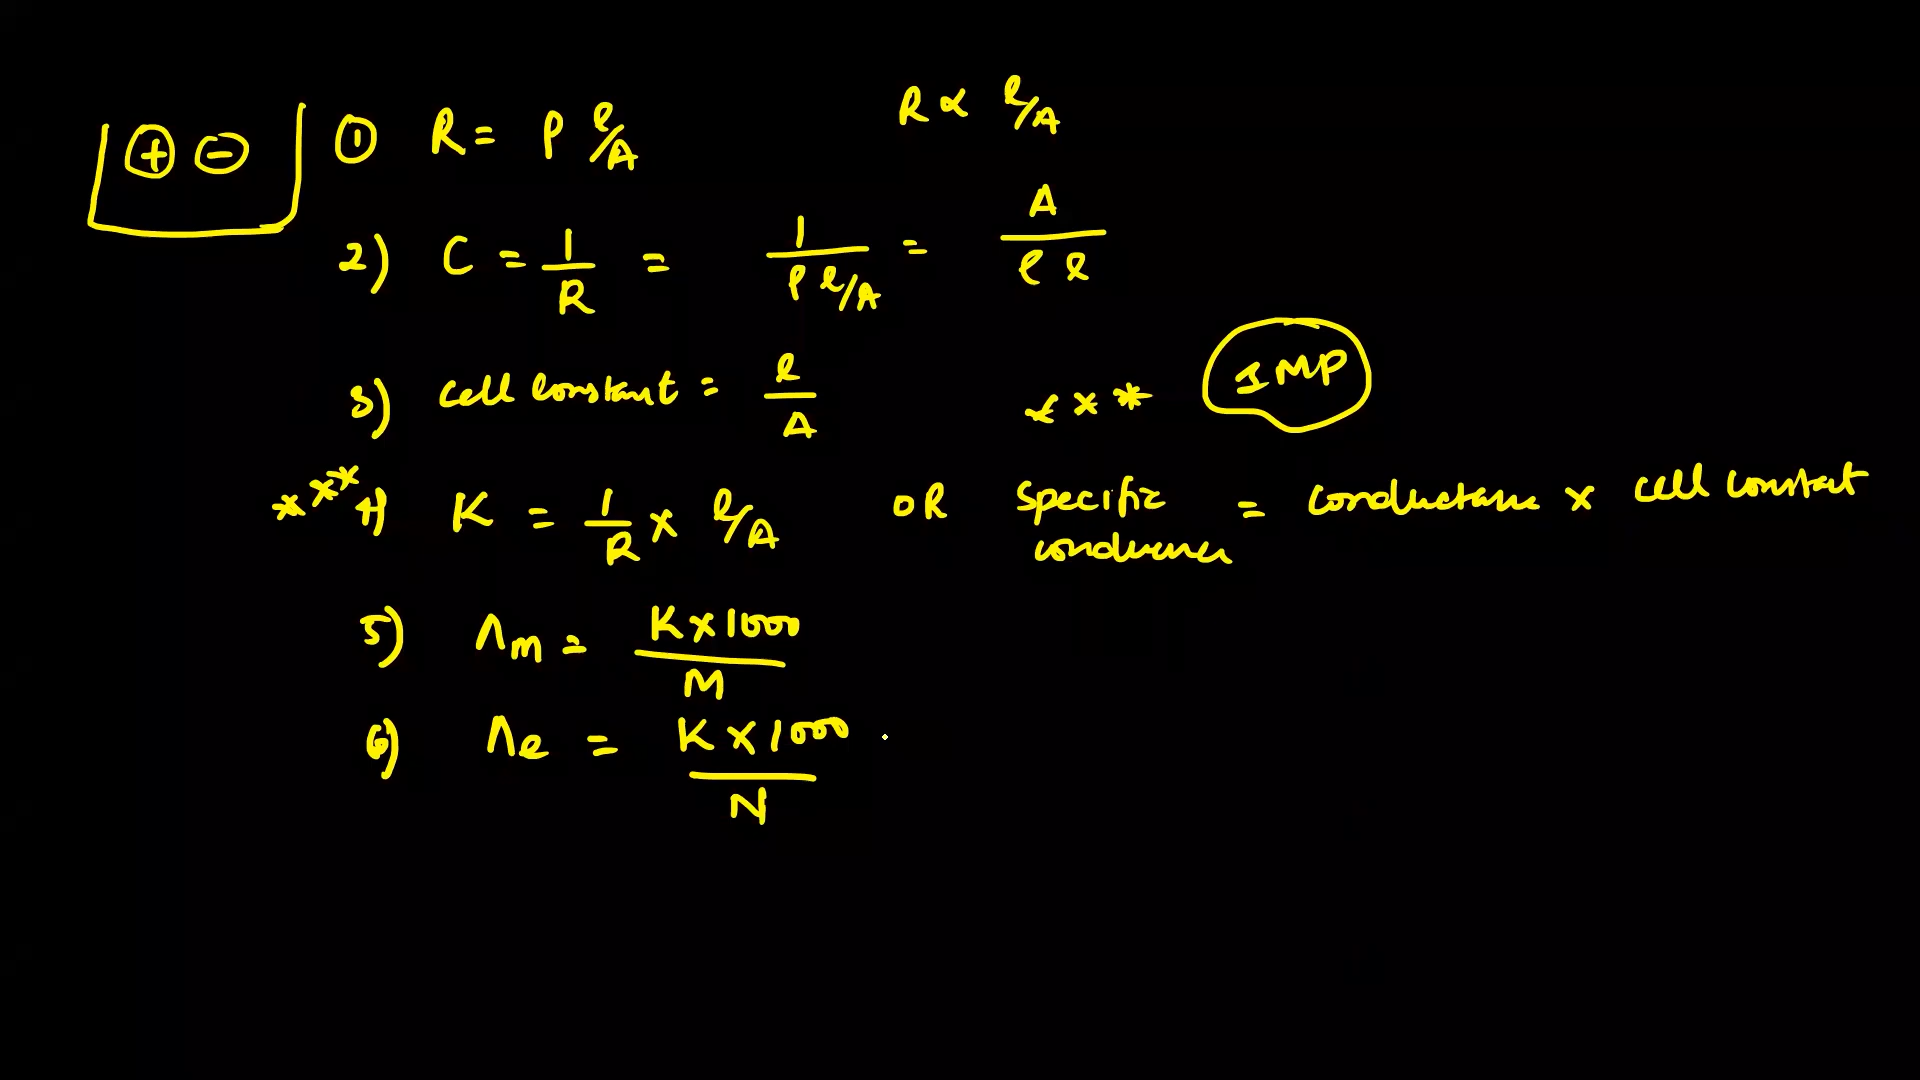 ⊕ ⊖ ① R = ρ l/A R ∝ l/A
2) C = 1/R = 1/(ρ l/A) = A/(ρ l)
3) cell constant = l/A *** IMP
*** 4) K = 1/R × l/A OR specific = conductance × cell constant
5) Λm = K×1000/M
6) Λe = K×1000/N